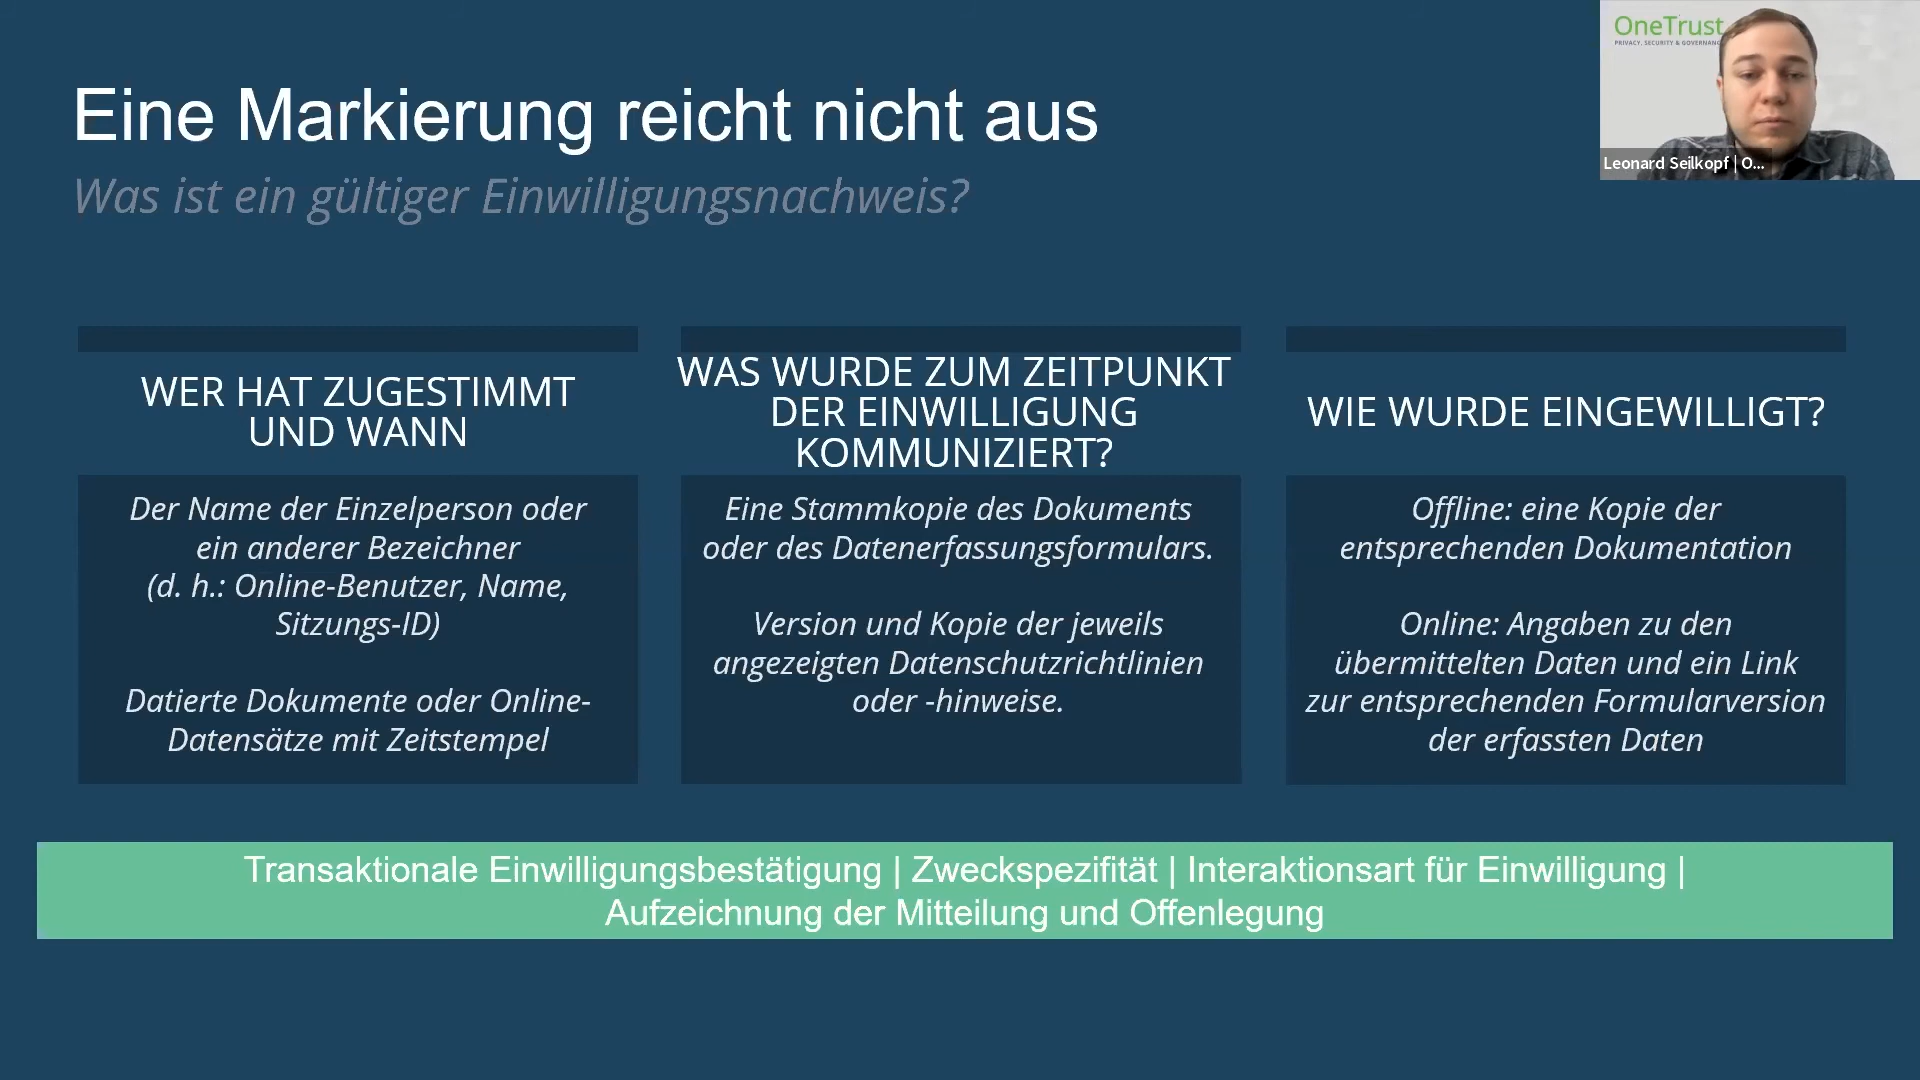 OneTrust
PRIVACY, SECURITY & GOVERNANC
Leonard Seilkopf | O...
Eine Markierung reicht nicht aus
Was ist ein gültiger Einwilligungsnachweis?
WER HAT ZUGESTIMMT
UND WANN
Der Name der Einzelperson oder
ein anderer Bezeichner
(d. h.: Online-Benutzer, Name,
Sitzungs-ID)
Datierte Dokumente oder Online-
Datensätze mit Zeitstempel
WAS WURDE ZUM ZEITPUNKT
DER EINWILLIGUNG
KOMMUNIZIERT?
Eine Stammkopie des Dokuments
oder des Datenerfassungsformulars.
Version und Kopie der jeweils
angezeigten Datenschutzrichtlinien
oder -hinweise.
WIE WURDE EINGEWILLIGT?
Offline: eine Kopie der
entsprechenden Dokumentation
Online: Angaben zu den
übermittelten Daten und ein Link
zur entsprechenden Formularversion
der erfassten Daten
Transaktionale Einwilligungsbestätigung | Zweckspezifität | Interaktionsart für Einwilligung |
Aufzeichnung der Mitteilung und Offenlegung